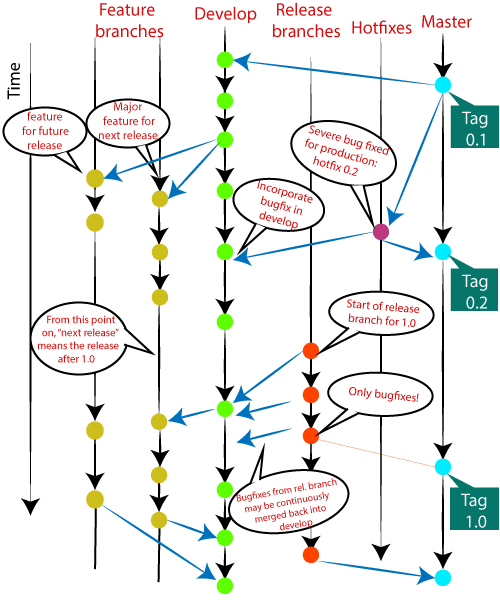 Feature
branches
Develop
Release
branches
Hotfixes
Master
Time
feature
for future
release
Major
feature for
next release
Severe bug fixed
for production:
hotfix 0.2
Tag
0.1
Incorporate
bugfix in
develop
Tag
0.2
From this point
on, "next release"
means the release
after 1.0
Start of release
branch for 1.0
Only bugfixes!
Bugfixes from rel. branch
may be continuously
merged back into
develop
Tag
1.0